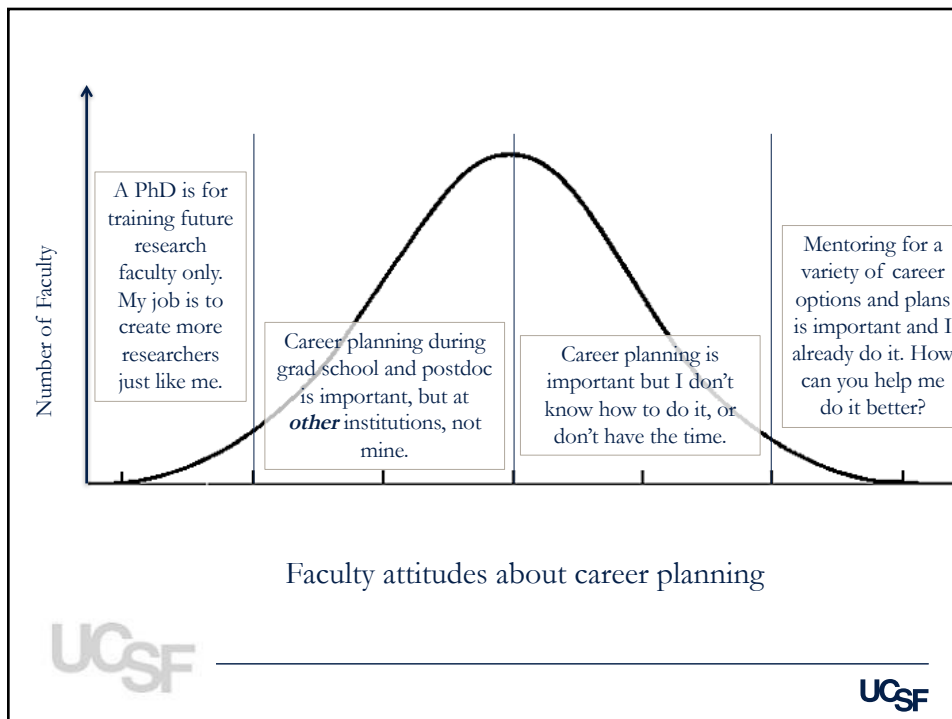 Number of Faculty
A PhD is for
training future
research
faculty only.
My job is to
create more
researchers
just like me.
Career planning during
grad school and postdoc
is important, but at
other institutions, not
mine.
Career planning is
important but I don’t
know how to do it, or
don’t have the time.
Mentoring for a
variety of career
options and plans
is important and I
already do it. How
can you help me
do it better?
Faculty attitudes about career planning
UCSF
UCSF